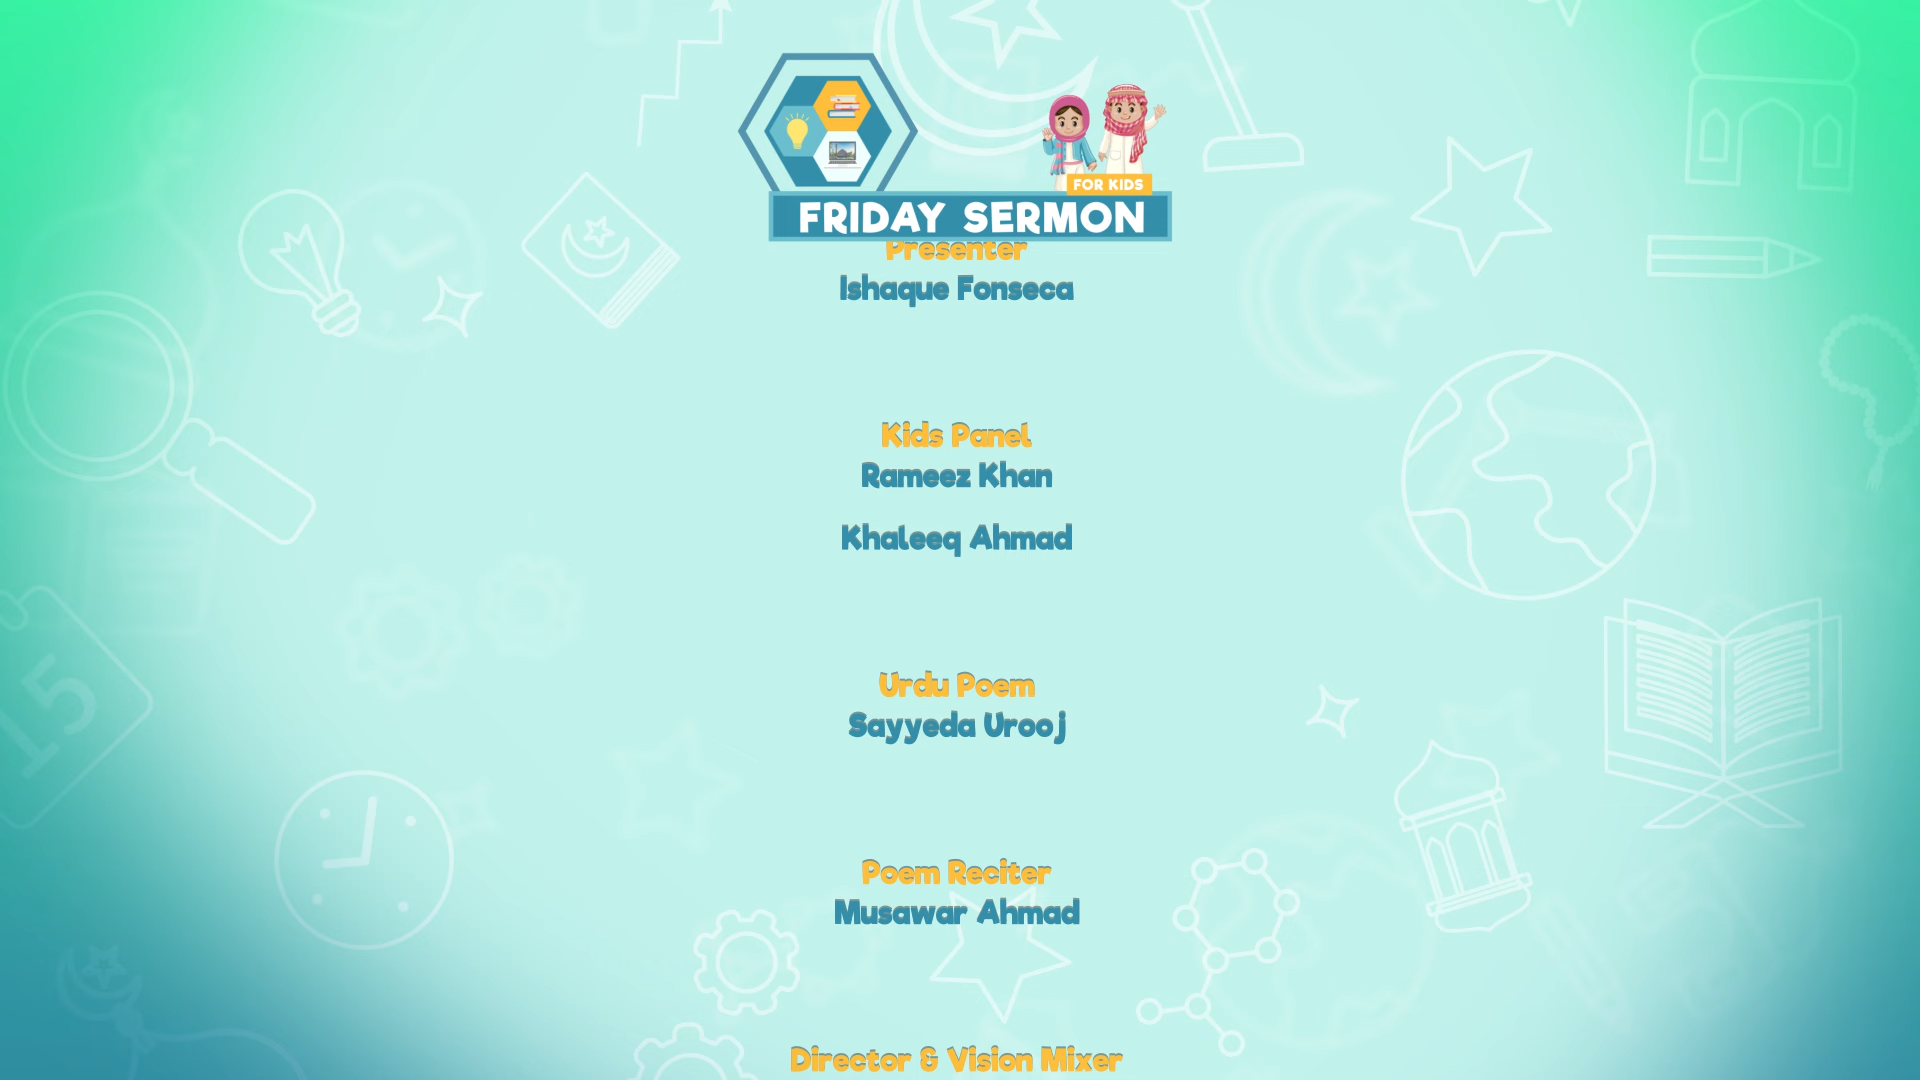 FOR KIDS
FRIDAY SERMON
Presenter
Ishaque Fonseca
Kids Panel
Rameez Khan
Khaleeq Ahmad
Urdu Poem
Sayyeda Urooj
Poem Reciter
Musawar Ahmad
Director & Vision Mixer
15